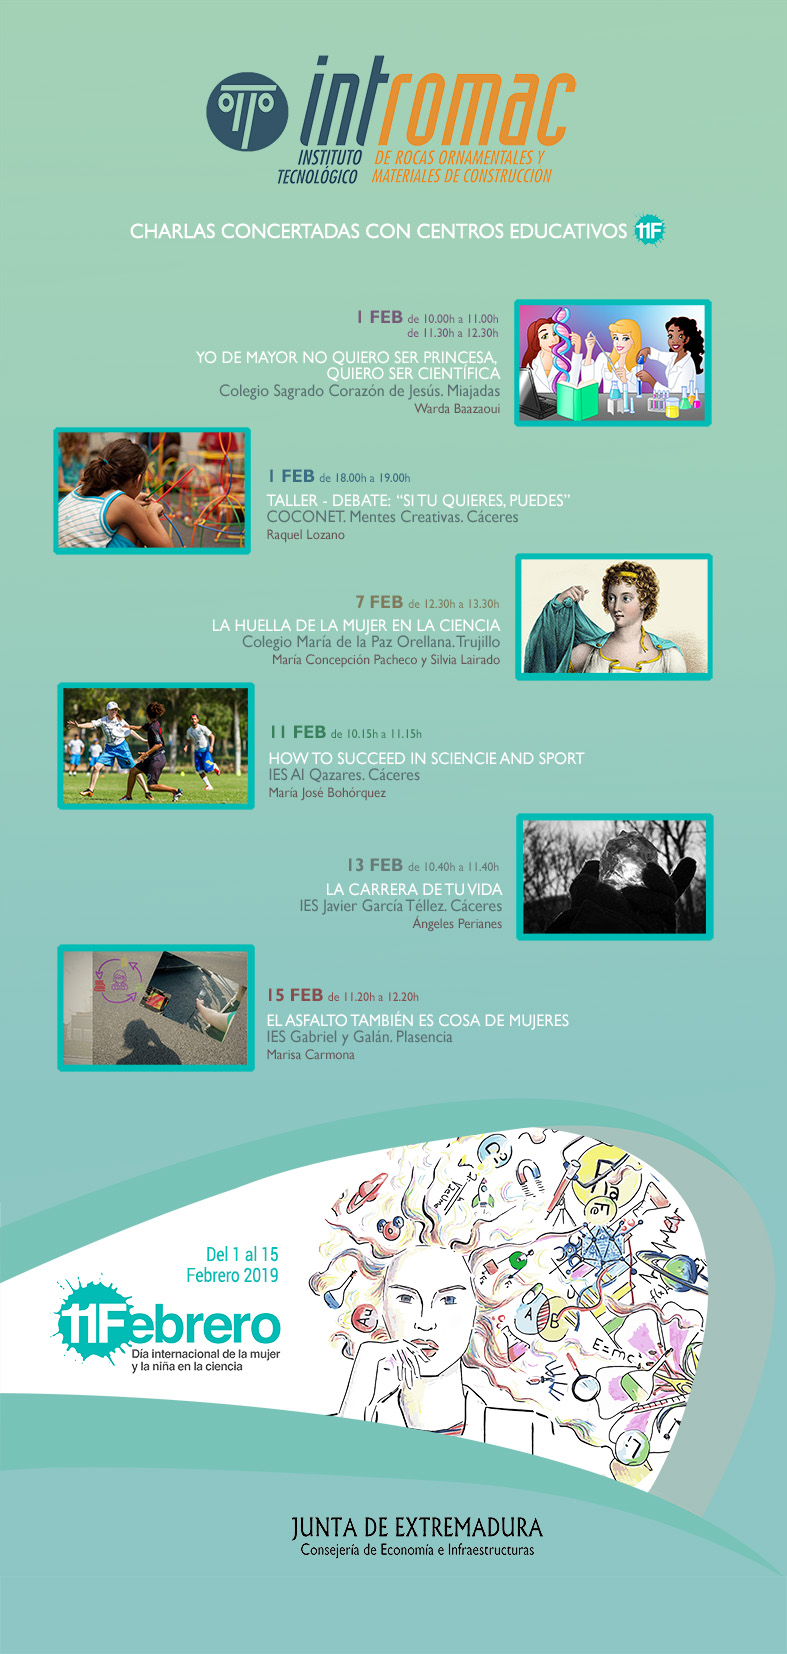 intromac
INSTITUTO DE ROCAS ORNAMENTALES Y
TECNOLÓGICO MATERIALES DE CONSTRUCCIÓN
CHARLAS CONCERTADAS CON CENTROS EDUCATIVOS 11F
1 FEB de 10.00h a 11.00h
de 11.30h a 12.30h
YO DE MAYOR NO QUIERO SER PRINCESA,
QUIERO SER CIENTÍFICA
Colegio Sagrado Corazón de Jesús. Miajadas
Warda Baazaoui
1 FEB de 18.00h a 19.00h
TALLER - DEBATE: “SI TU QUIERES, PUEDES”
COCONET. Mentes Creativas. Cáceres
Raquel Lozano
7 FEB de 12.30h a 13.30h
LA HUELLA DE LA MUJER EN LA CIENCIA
Colegio María de la Paz Orellana. Trujillo
María Concepción Pacheco y Silvia Lairado
11 FEB de 10.15h a 11.15h
HOW TO SUCCEED IN SCIENCIE AND SPORT
IES Al Qazares. Cáceres
María José Bohórquez
13 FEB de 10.40h a 11.40h
LA CARRERA DE TU VIDA
IES Javier García Téllez. Cáceres
Ángeles Perianes
15 FEB de 11.20h a 12.20h
EL ASFALTO TAMBIÉN ES COSA DE MUJERES
IES Gabriel y Galán. Plasencia
Marisa Carmona
Del 1 al 15
Febrero 2019
11Febrero
Día internacional de la mujer
y la niña en la ciencia
Au
A B C
E=mc²
JUNTA DE EXTREMADURA
Consejería de Economía e Infraestructuras